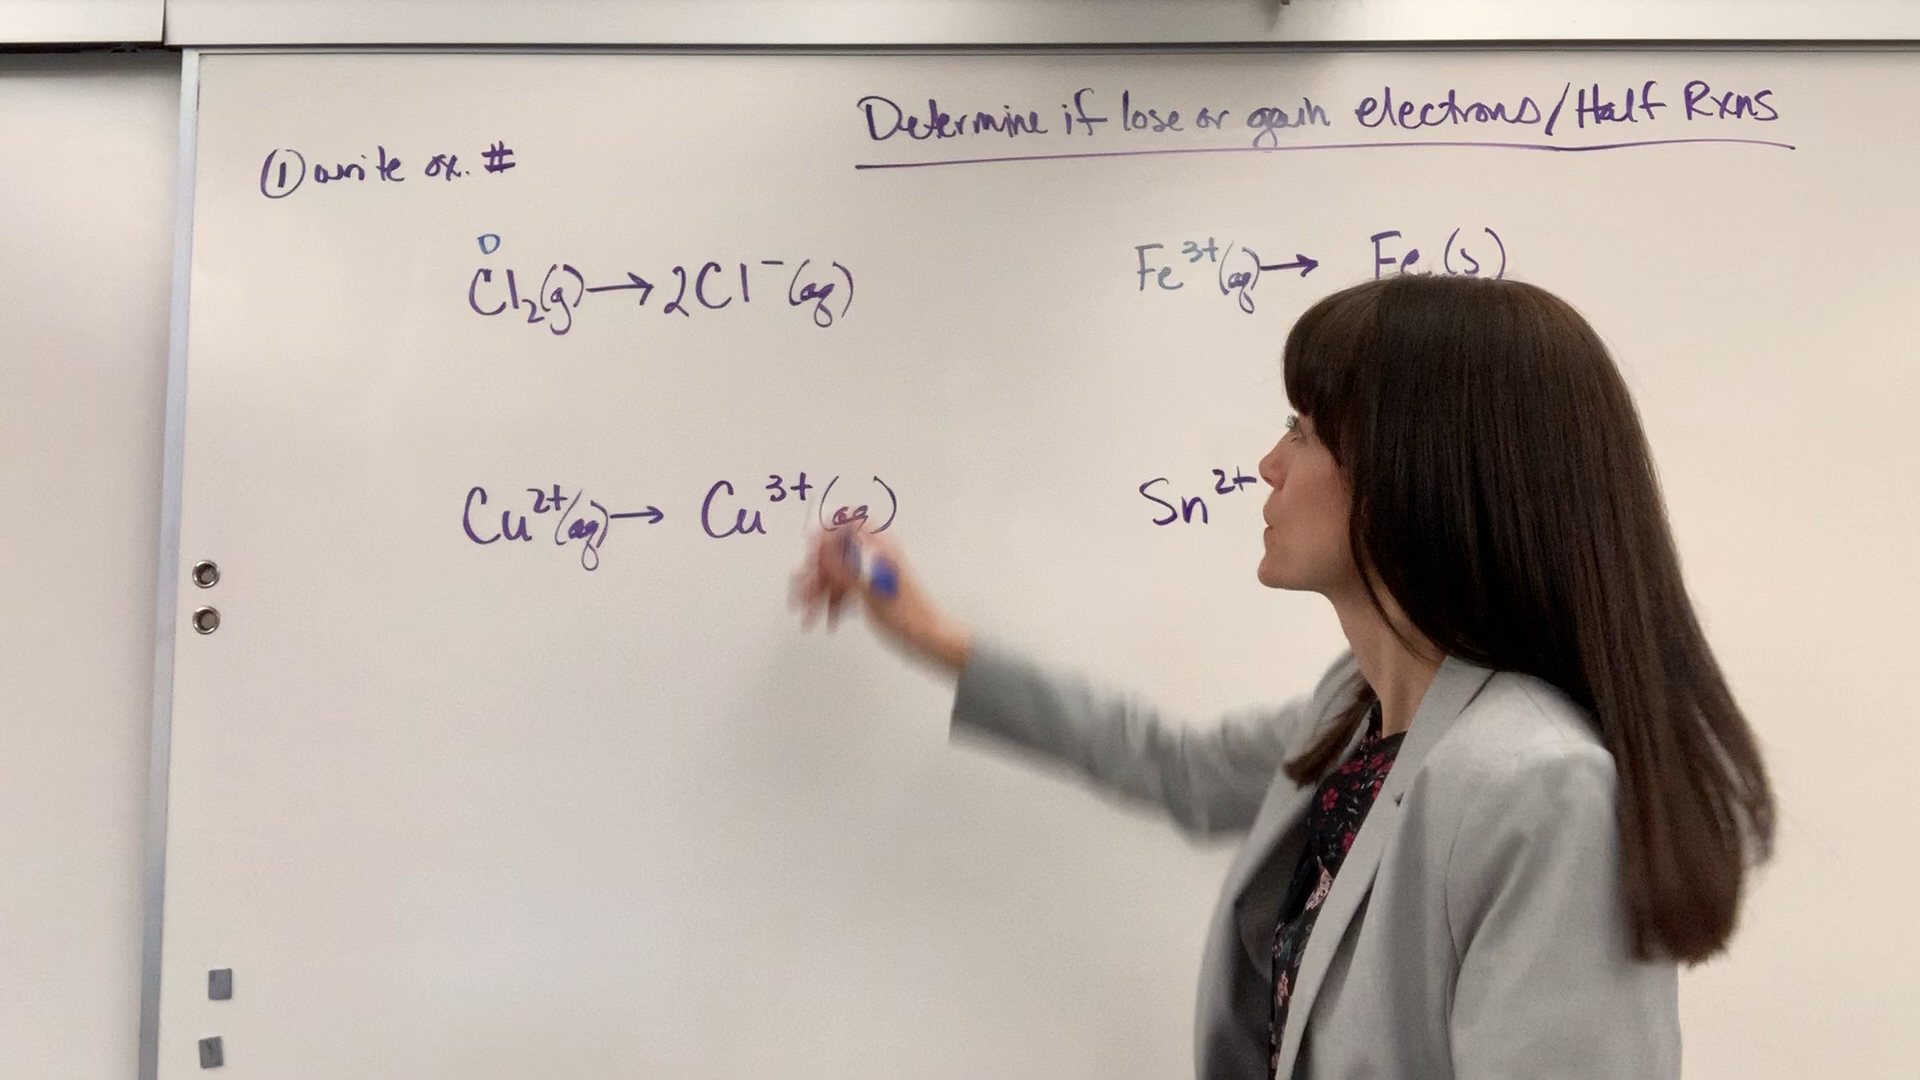 Determine if lose or gain electrons/Half Rxns
① write ox. #
0
Cl₂(g) → 2Cl⁻(aq)
Fe³⁺(aq) → Fe (s)
Cu²⁺(aq) → Cu³⁺(aq)
Sn²⁺